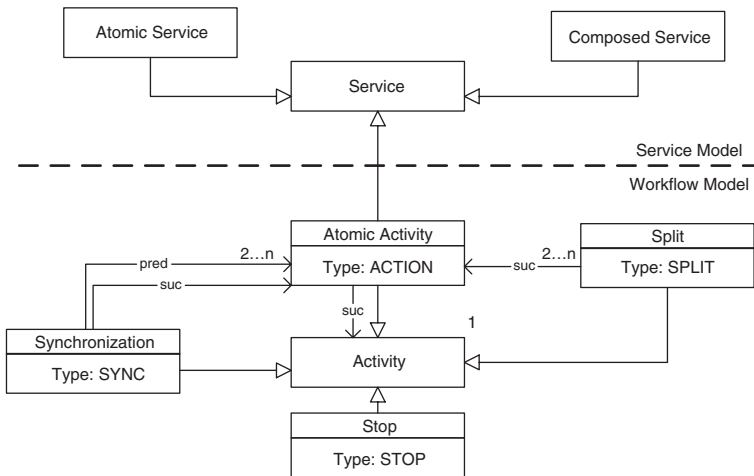 Atomic Service
Composed Service
Service
Service Model
Workflow Model
Atomic Activity
Type: ACTION
Split
Type: SPLIT
2...n
2...n
pred
suc
suc
suc
1
Synchronization
Type: SYNC
Activity
Stop
Type: STOP